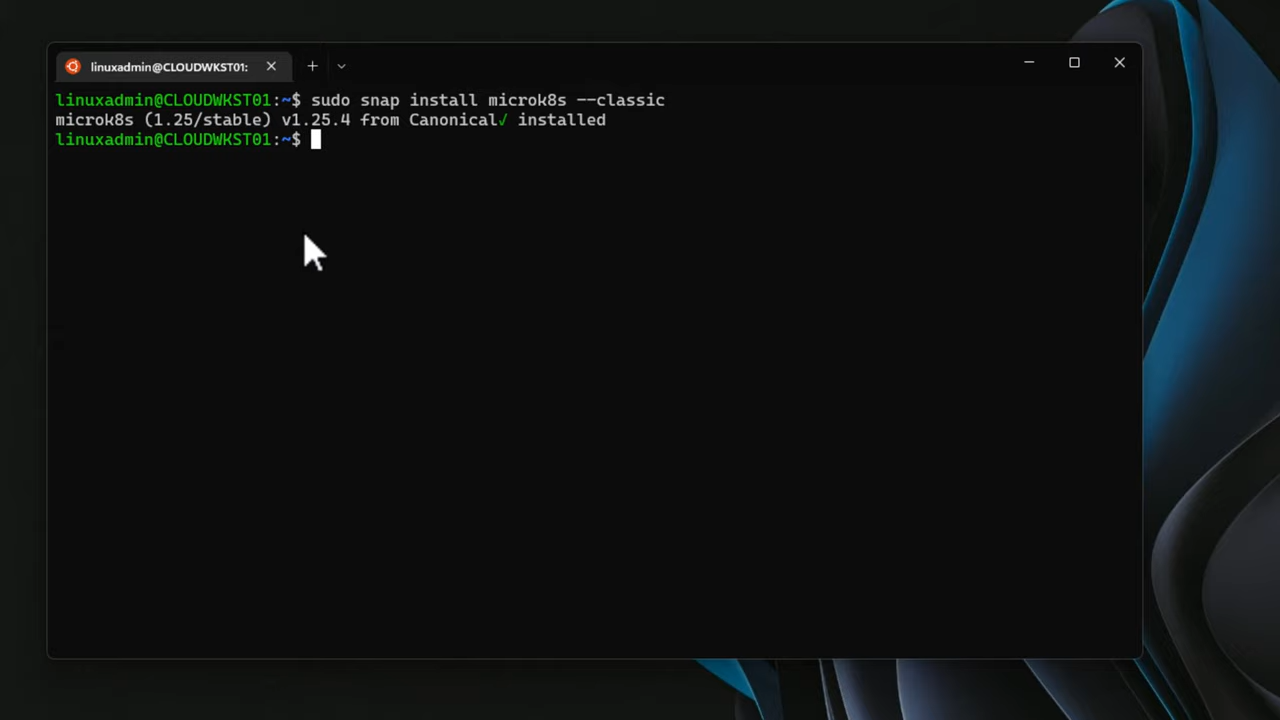 linuxadmin@CLOUDWKST01:
linuxadmin@CLOUDWKST01:~$ sudo snap install microk8s --classic
microk8s (1.25/stable) v1.25.4 from Canonical✓ installed
linuxadmin@CLOUDWKST01:~$